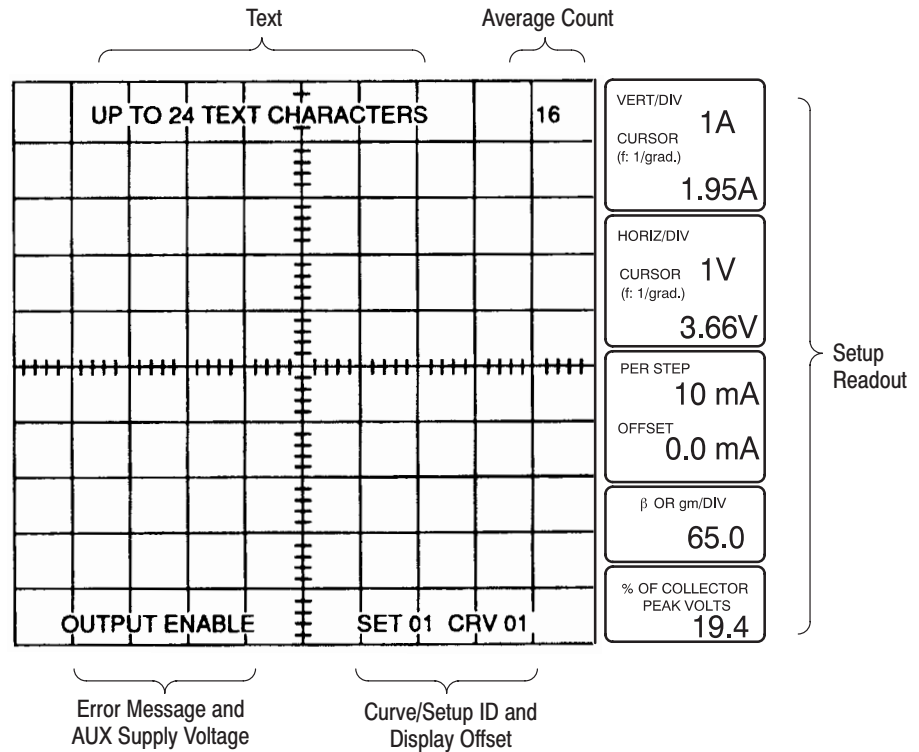 Text
Average Count
UP TO 24 TEXT CHARACTERS
16
VERT/DIV
1A
CURSOR
(f: 1/grad.)
1.95A
HORIZ/DIV
1V
CURSOR
(f: 1/grad.)
3.66V
PER STEP
10 mA
OFFSET
0.0 mA
β OR gm/DIV
65.0
% OF COLLECTOR
PEAK VOLTS
19.4
Setup
Readout
OUTPUT ENABLE
SET 01 CRV 01
Error Message and
AUX Supply Voltage
Curve/Setup ID and
Display Offset